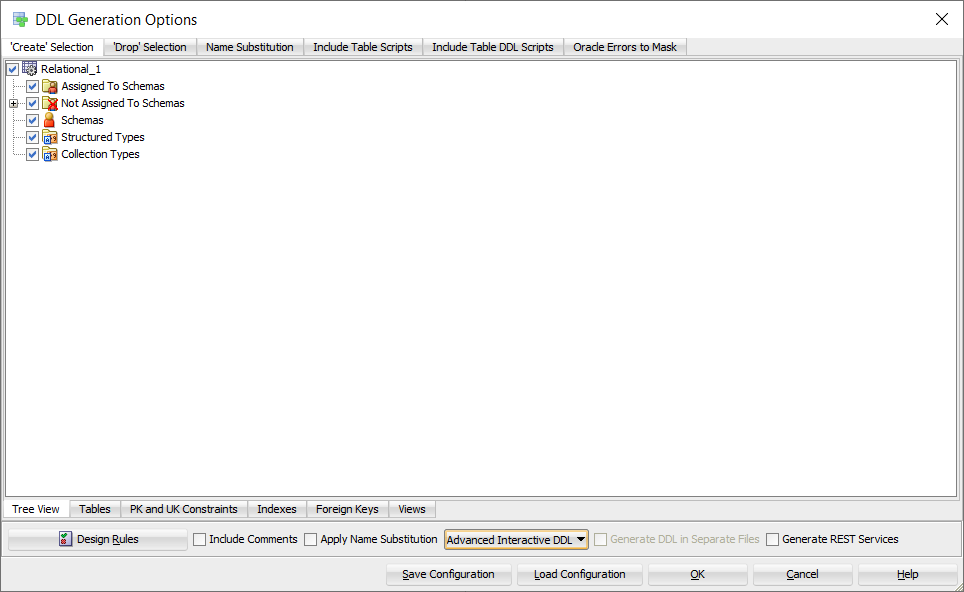 DDL Generation Options
'Create' Selection 'Drop' Selection Name Substitution Include Table Scripts Include Table DDL Scripts Oracle Errors to Mask
Relational_1
Assigned To Schemas
Not Assigned To Schemas
Schemas
Structured Types
Collection Types
Tree View Tables PK and UK Constraints Indexes Foreign Keys Views
Design Rules Include Comments Apply Name Substitution Advanced Interactive DDL Generate DDL in Separate Files Generate REST Services
Save Configuration Load Configuration OK Cancel Help